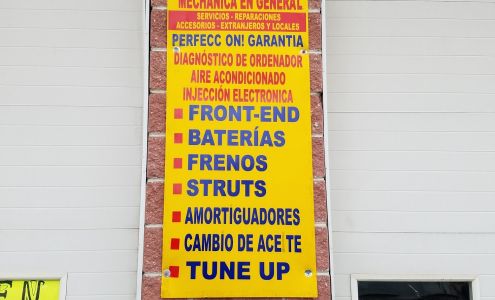 MECHANICA EN GENERAL
SERVICIOS - REPARACIONES
ACCESORIOS - EXTRANJEROS Y LOCALES
PERFECC ON! GARANTIA
DIAGNÓSTICO DE ORDENADOR
AIRE ACONDICIONADO
INJECCIÓN ELECTRONICA
FRONT-END
BATERÍAS
FRENOS
STRUTS
AMORTIGUADORES
CAMBIO DE ACE TE
TUNE UP
EN